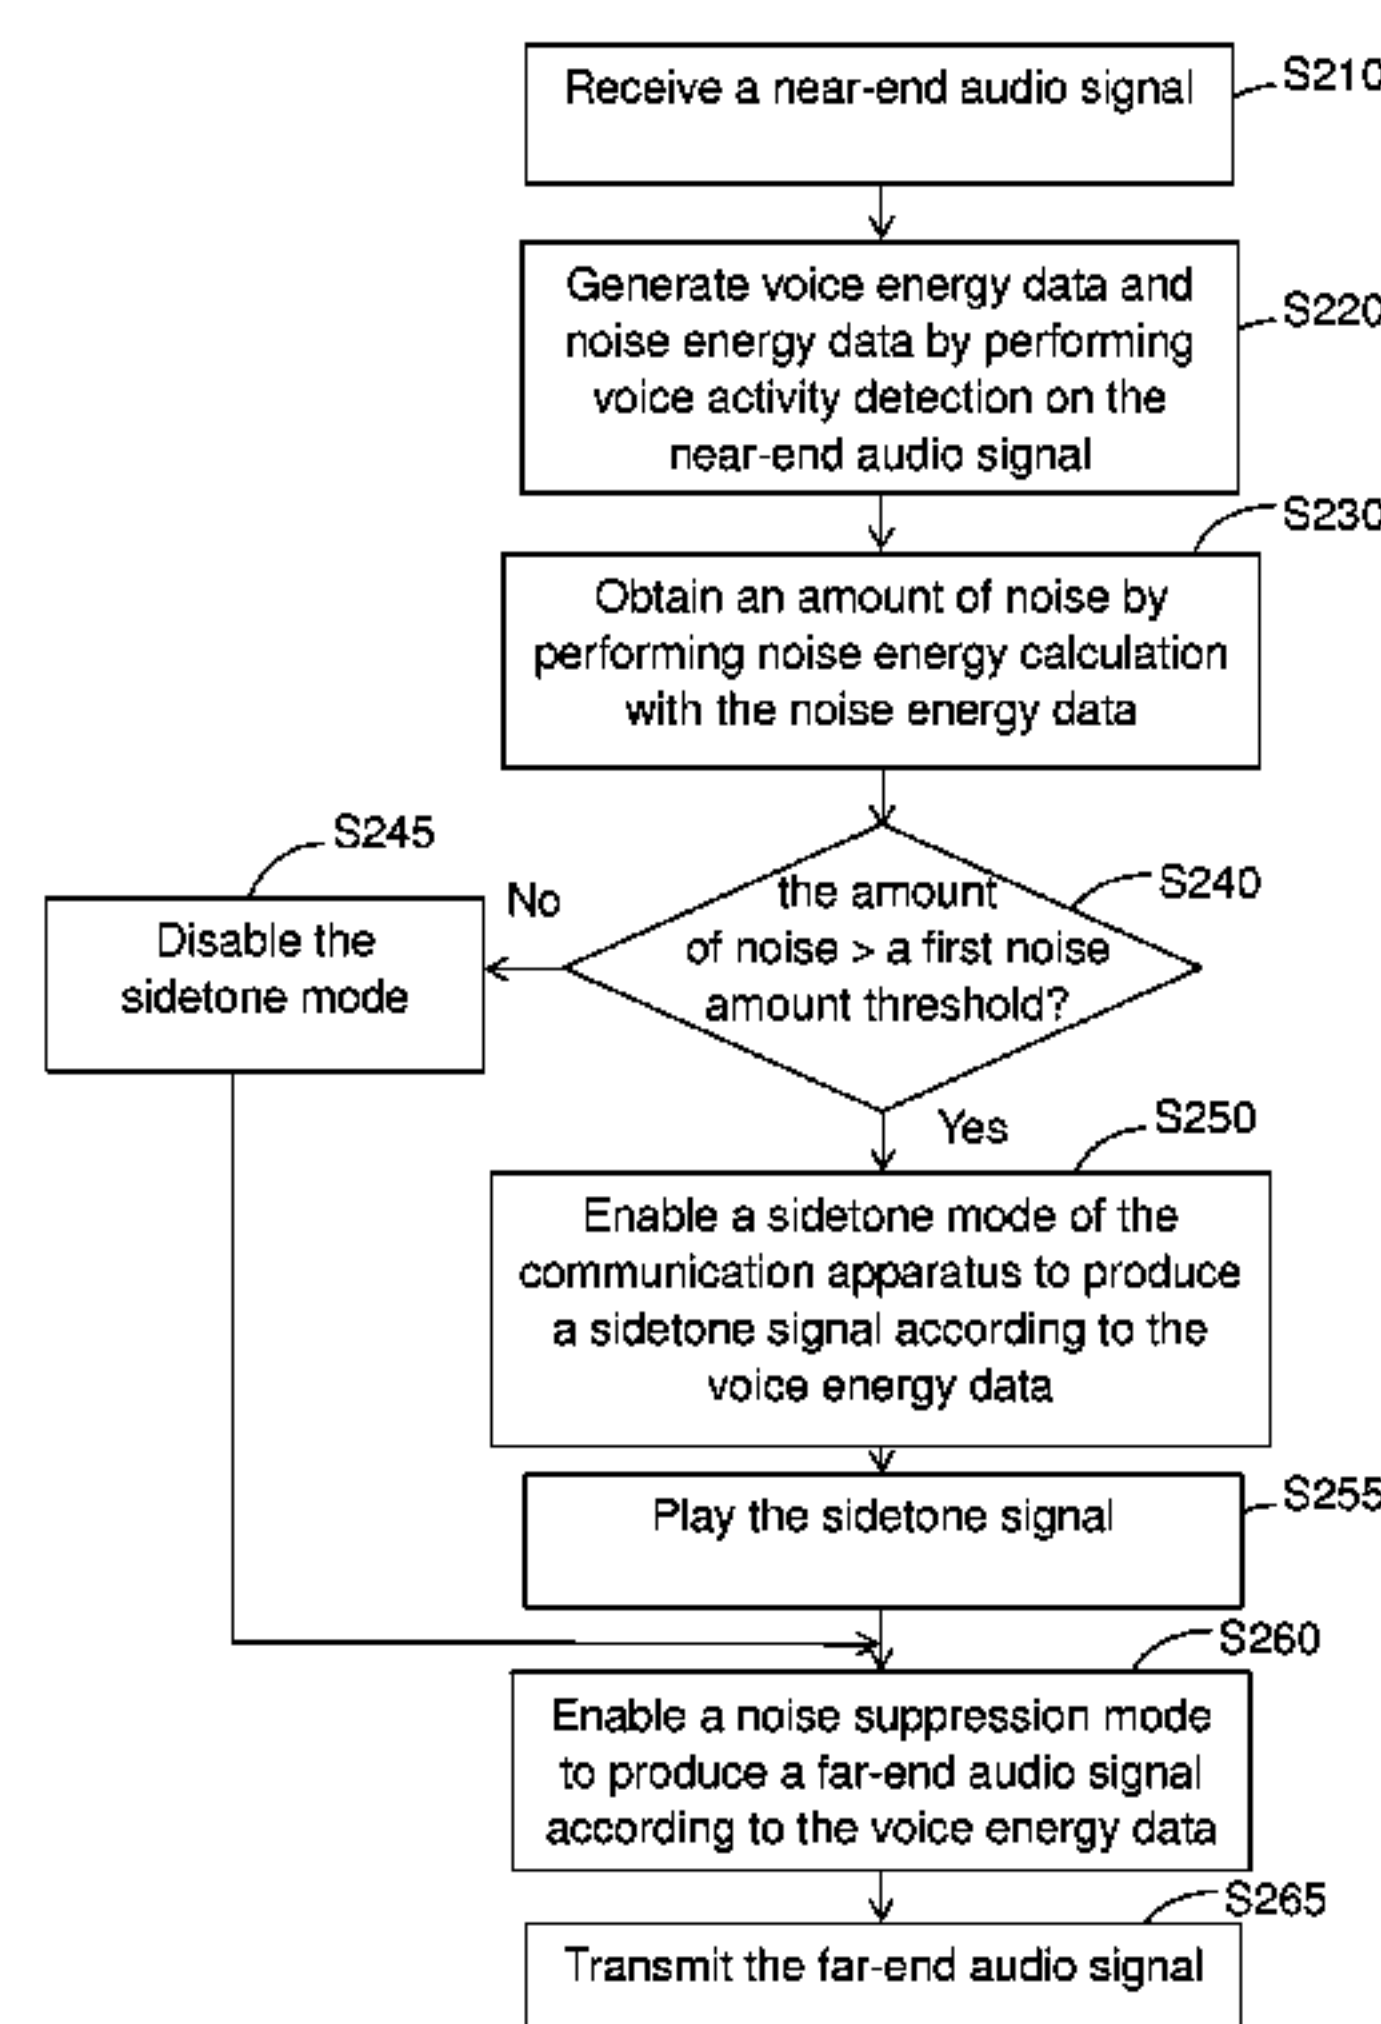 Receive a near-end audio signal
S210
Generate voice energy data and
noise energy data by performing
voice activity detection on the
near-end audio signal
S220
S230
Obtain an amount of noise by
performing noise energy calculation
with the noise energy data
S245
Disable the
sidetone mode
No
S240
the amount
of noise > a first noise
amount threshold?
Yes
S250
Enable a sidetone mode of the
communication apparatus to produce
a sidetone signal according to the
voice energy data
Play the sidetone signal
S255
S260
Enable a noise suppression mode
to produce a far-end audio signal
according to the voice energy data
S265
Transmit the far-end audio signal